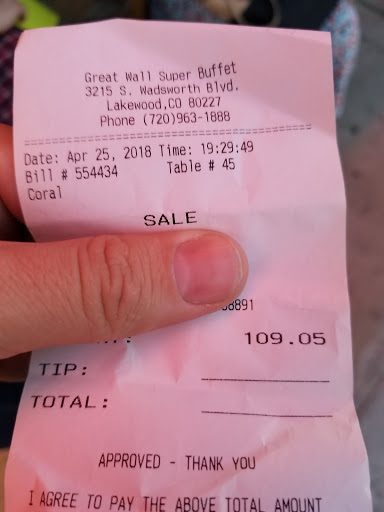 Great Wall Super Buffet
3215 S. Wadsworth Blvd.
Lakewood,CO 80227
Phone (720)963-1888
================================================
Date: Apr 25, 2018 Time: 19:29:49
Bill # 554434 Table # 45
Coral
SALE
8891
109.05
TIP:
TOTAL:
APPROVED - THANK YOU
I AGREE TO PAY THE ABOVE TOTAL AMOUNT